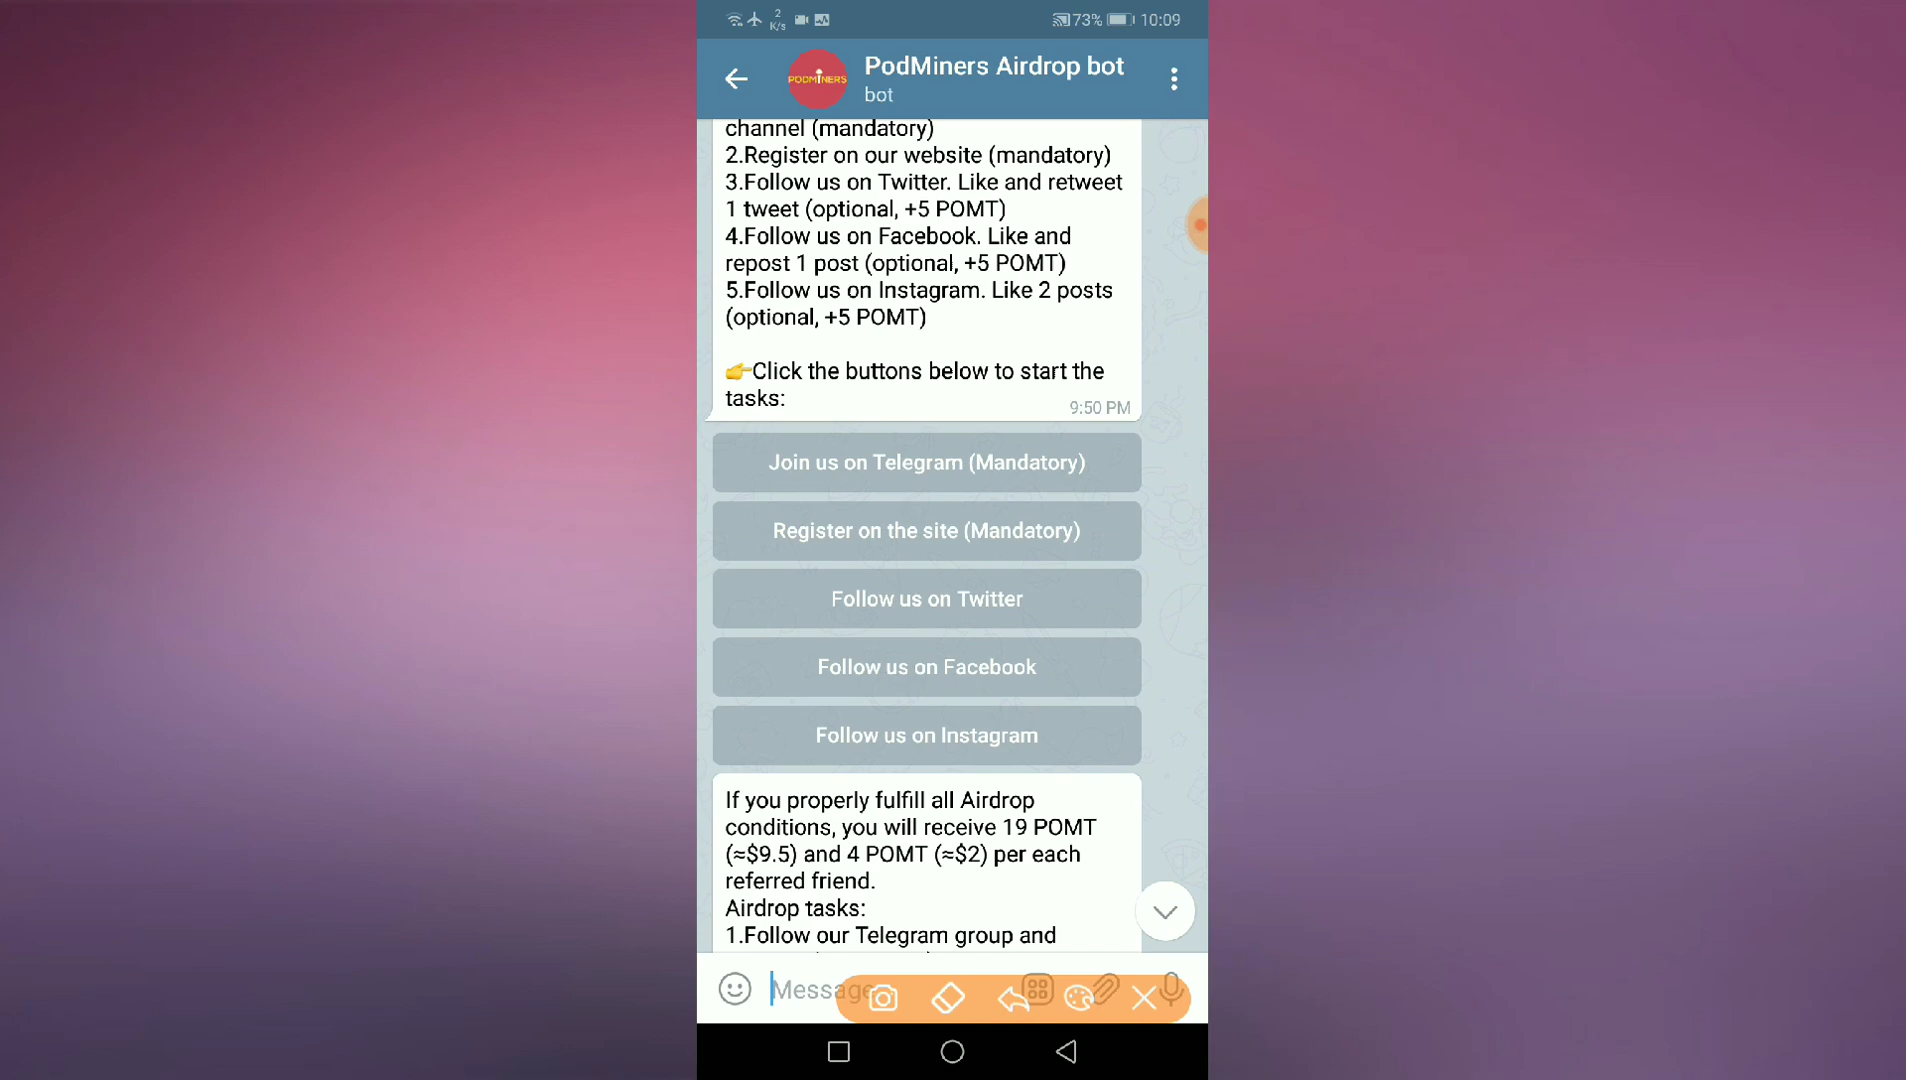 2
K/s
73%
10:09
PODMINERS
PodMiners Airdrop bot
bot
channel (mandatory)
2.Register on our website (mandatory)
3.Follow us on Twitter. Like and retweet
1 tweet (optional, +5 POMT)
4.Follow us on Facebook. Like and
repost 1 post (optional, +5 POMT)
5.Follow us on Instagram. Like 2 posts
(optional, +5 POMT)
👉Click the buttons below to start the
tasks:
9:50 PM
Join us on Telegram (Mandatory)
Register on the site (Mandatory)
Follow us on Twitter
Follow us on Facebook
Follow us on Instagram
If you properly fulfill all Airdrop
conditions, you will receive 19 POMT
(≈$9.5) and 4 POMT (≈$2) per each
referred friend.
Airdrop tasks:
1.Follow our Telegram group and
Message